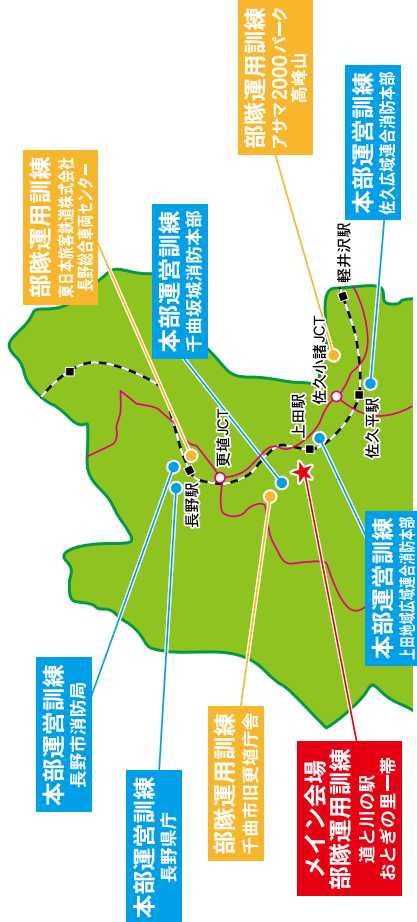 部隊運用訓練
東日本旅客鉄道株式会社
長野総合車両センター
本部運営訓練
千曲坂城消防本部
部隊運用訓練
アサマ2000パーク
高峰山
本部運営訓練
佐久広域連合消防本部
軽井沢駅
佐久小諸JCT
佐久平駅
上田駅
更埴JCT
長野駅
本部運営訓練
長野市消防局
本部運営訓練
長野県庁
部隊運用訓練
千曲市旧更埴庁舎
メイン会場
部隊運用訓練
道と川の駅
おとぎの里一帯
本部運営訓練
上田地域広域連合消防本部